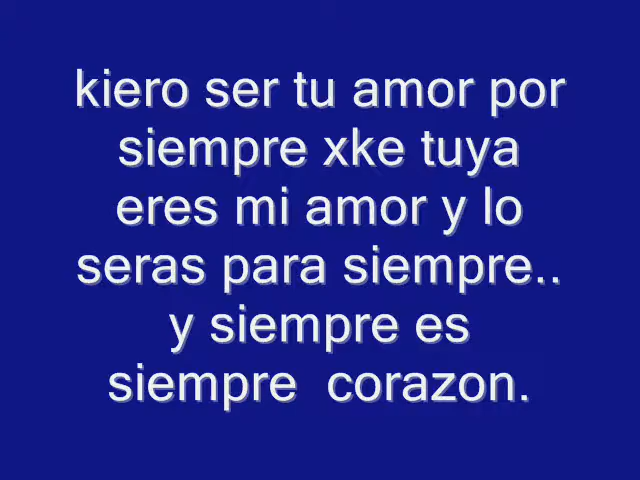 kiero ser tu amor por
siempre xke tuya
eres mi amor y lo
seras para siempre..
y siempre es
siempre  corazon.